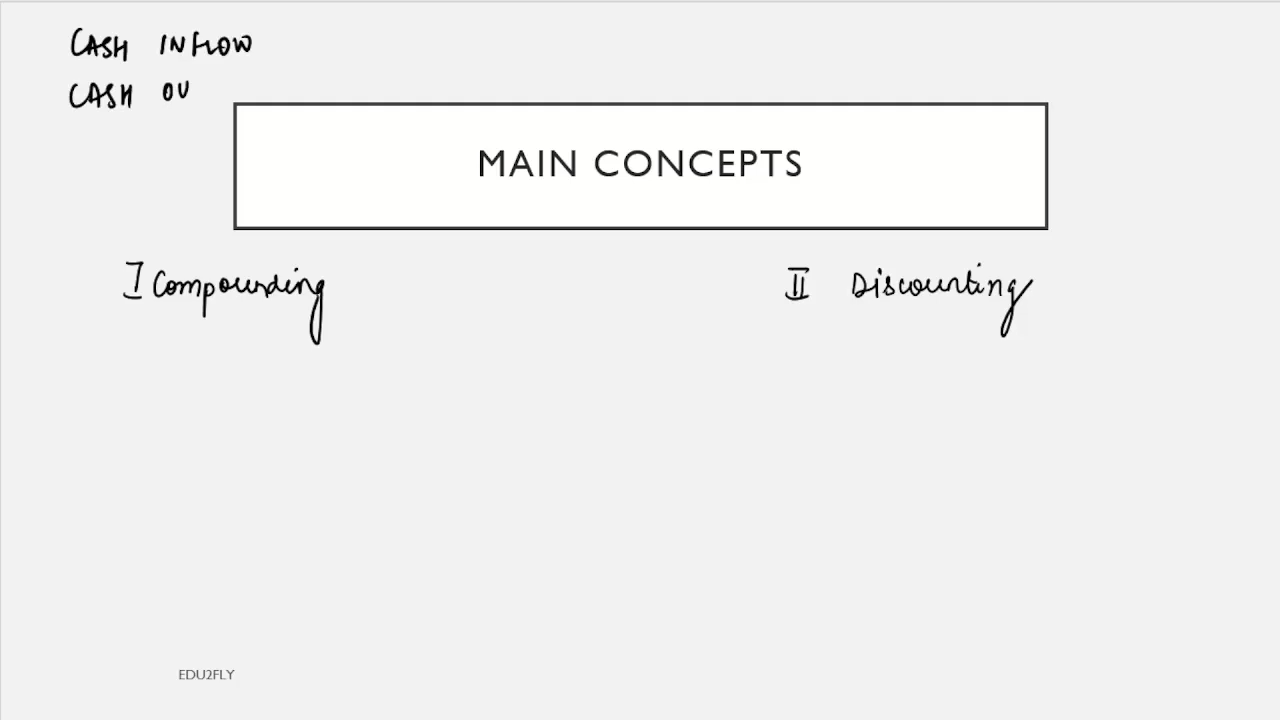 CASH INFLOW
CASH OU
MAIN CONCEPTS
I Compounding
II Discounting
EDU2FLY